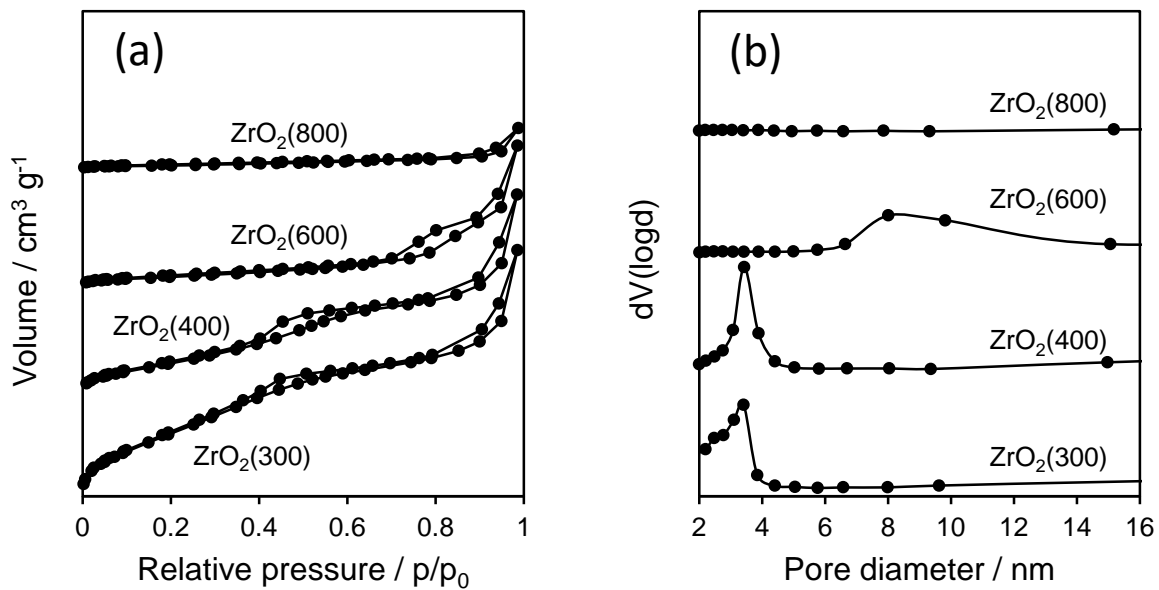 (a)
ZrO₂(800)
ZrO₂(600)
ZrO₂(400)
ZrO₂(300)
Volume / cm³ g⁻¹
0 0.2 0.4 0.6 0.8 1
Relative pressure / p/p₀
(b)
ZrO₂(800)
ZrO₂(600)
ZrO₂(400)
ZrO₂(300)
dV(logd)
2 4 6 8 10 12 14 16
Pore diameter / nm